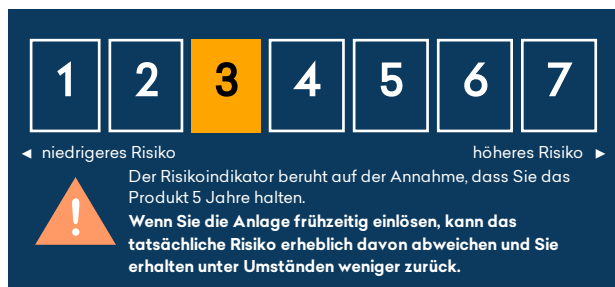 1 2 3 4 5 6 7
◄ niedrigeres Risiko höheres Risiko ►
!
Der Risikoindikator beruht auf der Annahme, dass Sie das
Produkt 5 Jahre halten.
Wenn Sie die Anlage frühzeitig einlösen, kann das
tatsächliche Risiko erheblich davon abweichen und Sie
erhalten unter Umständen weniger zurück.